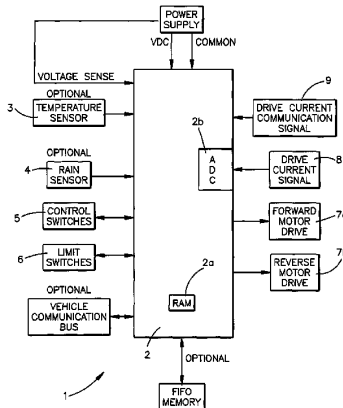 POWER
SUPPLY
VDC
COMMON
VOLTAGE SENSE
OPTIONAL
3
TEMPERATURE
SENSOR
OPTIONAL
4
RAIN
SENSOR
5
CONTROL
SWITCHES
6
LIMIT
SWITCHES
OPTIONAL
VEHICLE
COMMUNICATION
BUS
1
2b
A
D
C
2a
RAM
2
OPTIONAL
FIFO
MEMORY
9
DRIVE CURRENT
COMMUNICATION
SIGNAL
8
DRIVE
CURRENT
SIGNAL
FORWARD
MOTOR
DRIVE
REVERSE
MOTOR
DRIVE